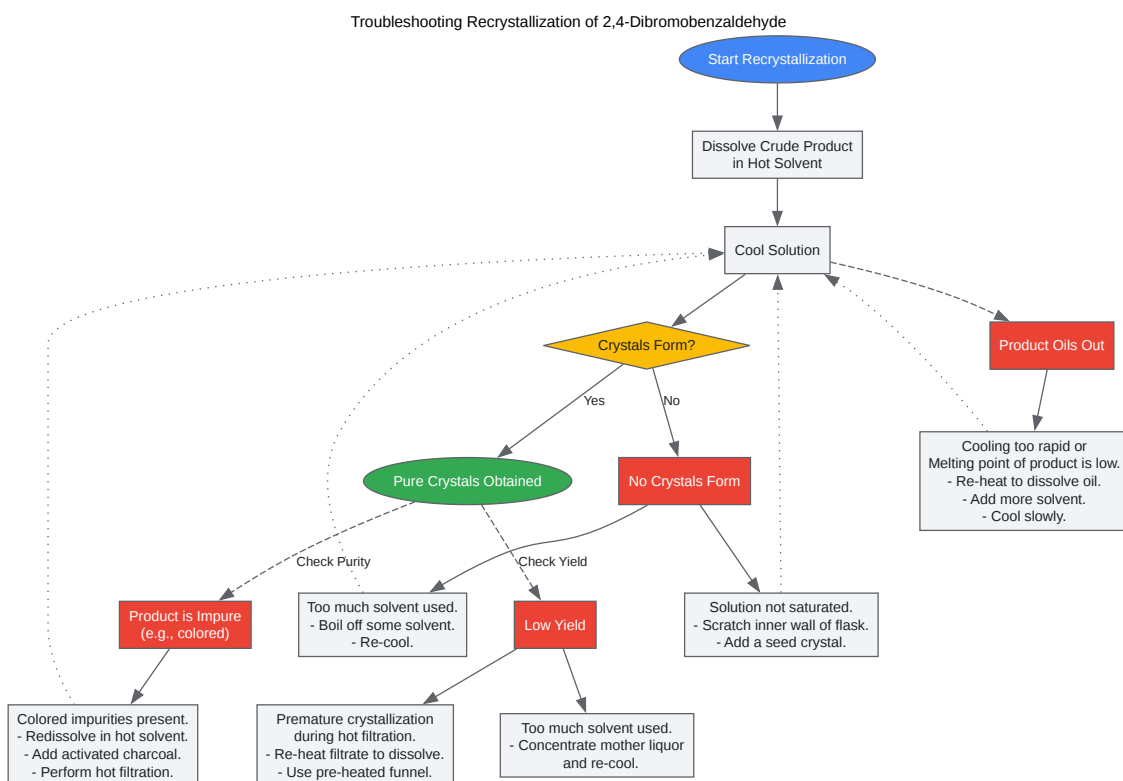 Troubleshooting Recrystallization of 2,4-Dibromobenzaldehyde
Start Recrystallization
Dissolve Crude Product
in Hot Solvent
Cool Solution
Crystals Form?
Product Oils Out
Yes
No
Cooling too rapid or
Melting point of product is low.
- Re-heat to dissolve oil.
- Add more solvent.
- Cool slowly.
Pure Crystals Obtained
No Crystals Form
Check Purity
Check Yield
Product is Impure
(e.g., colored)
Too much solvent used.
- Boil off some solvent.
- Re-cool.
Low Yield
Solution not saturated.
- Scratch inner wall of flask.
- Add a seed crystal.
Colored impurities present.
- Redissolve in hot solvent.
- Add activated charcoal.
- Perform hot filtration.
Premature crystallization
during hot filtration.
- Re-heat filtrate to dissolve.
- Use pre-heated funnel.
Too much solvent used.
- Concentrate mother liquor
and re-cool.